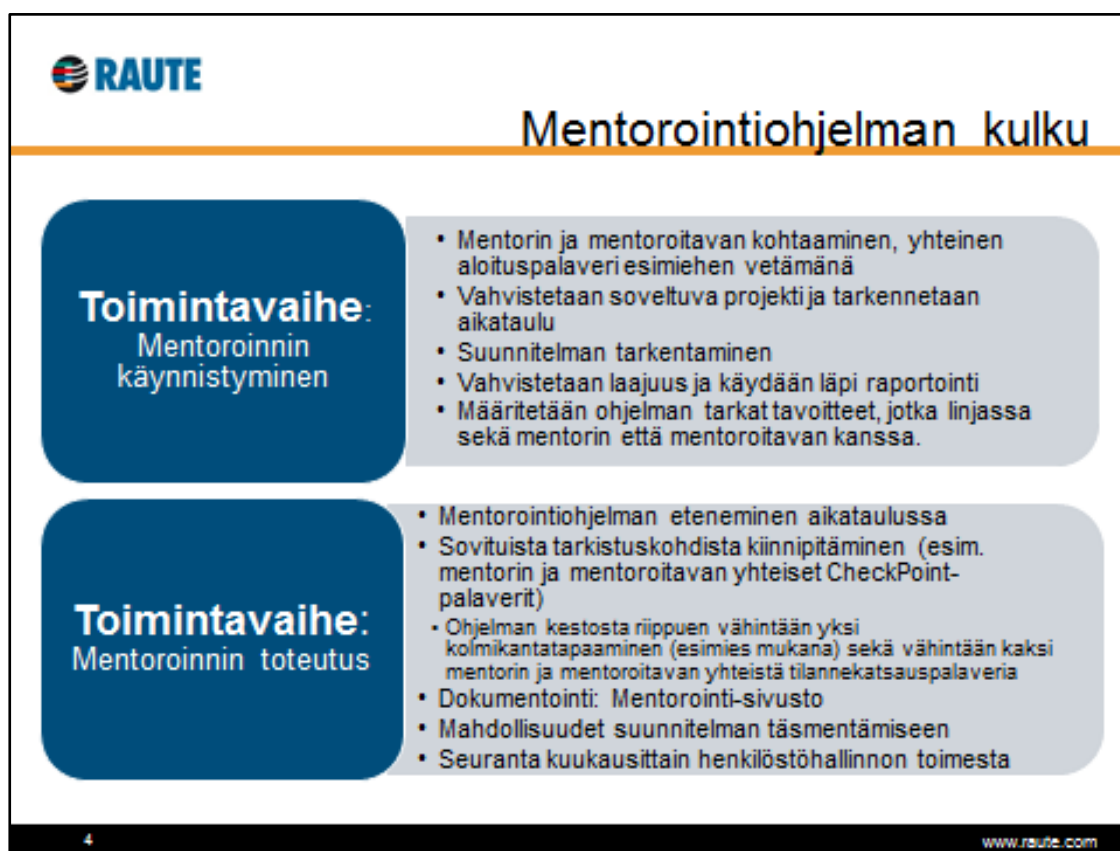 RAUTE
Mentorointiohjelman kulku
Toimintavaihe:
Mentoroinnin
käynnistyminen
• Mentorin ja mentoroitavan kohtaaminen, yhteinen
aloituspalaveri esimiehen vetämänä
• Vahvistetaan soveltuva projekti ja tarkennetaan
aikataulu
• Suunnitelman tarkentaminen
• Vahvistetaan laajuus ja käydään läpi raportointi
• Määritetään ohjelman tarkat tavoitteet, jotka linjassa
sekä mentorin että mentoroitavan kanssa.
Toimintavaihe:
Mentoroinnin toteutus
• Mentorointiohjelman eteneminen aikataulussa
• Sovituista tarkistuskohdista kiinnipitäminen (esim.
mentorin ja mentoroitavan yhteiset CheckPoint-
palaverit)
• Ohjelman kestosta riippuen vähintään yksi
kolmikantatapaaminen (esimies mukana) sekä vähintään kaksi
mentorin ja mentoroitavan yhteistä tilannekatsauspalaveria
• Dokumentointi: Mentorointi-sivusto
• Mahdollisuudet suunnitelman täsmentämiseen
• Seuranta kuukausittain henkilöstöhallinnon toimesta
4
www.raute.com